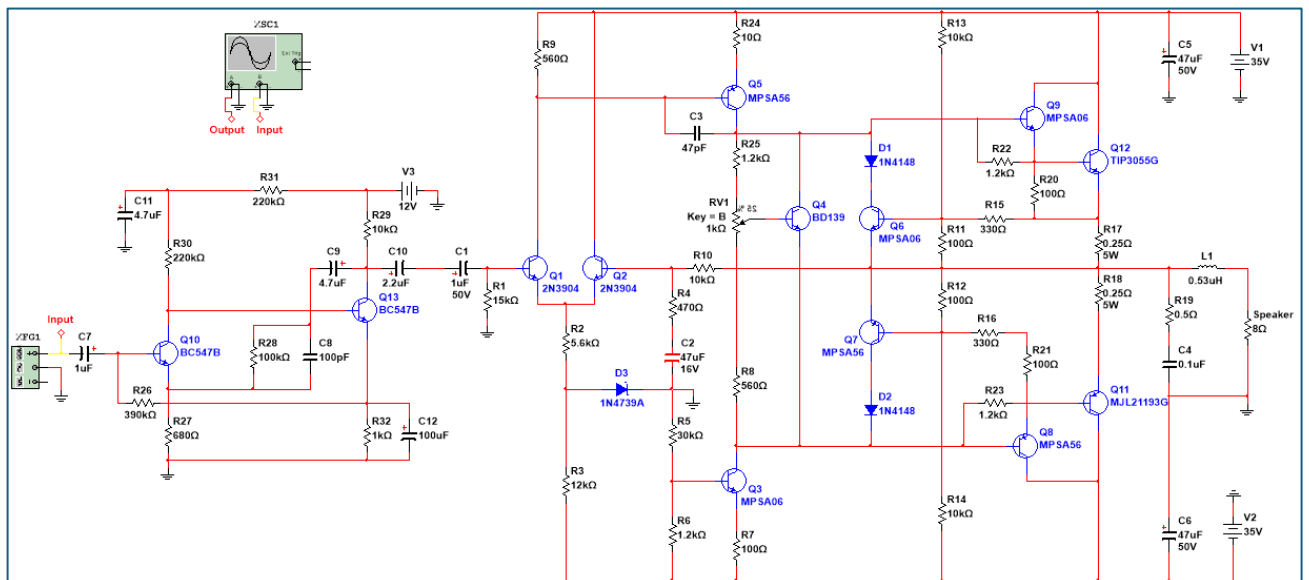 XSC1
Ext Trig
A
B
Output
Input
R9
560Ω
R24
10Ω
R13
10kΩ
C5
47uF
50V
V1
35V
Q5
MPSA56
Q9
MPSA06
C3
47pF
R25
1.2kΩ
D1
1N4148
R22
1.2kΩ
Q12
TIP3055G
R20
100Ω
R31
220kΩ
V3
12V
C11
4.7uF
R29
10kΩ
RV1
25 %
Key = B
1kΩ
Q4
BD139
Q6
MPSA06
R15
330Ω
R11
100Ω
R17
0.25Ω
5W
R30
220kΩ
C9
4.7uF
C10
2.2uF
C1
1uF
50V
Q1
2N3904
Q2
2N3904
R10
10kΩ
L1
0.53uH
R1
15kΩ
R4
470Ω
R12
100Ω
R18
0.25Ω
5W
R19
0.5Ω
Speaker
8Ω
Q13
BC547B
XFG1
Input
C7
1uF
Q10
BC547B
R28
100kΩ
C8
100pF
R2
5.6kΩ
C2
47uF
16V
Q7
MPSA56
R16
330Ω
R21
100Ω
C4
0.1uF
R26
390kΩ
D3
1N4739A
R8
560Ω
D2
1N4148
R23
1.2kΩ
Q11
MJL21193G
R27
680Ω
R32
1kΩ
C12
100uF
R5
30kΩ
Q8
MPSA56
R3
12kΩ
Q3
MPSA06
R14
10kΩ
R6
1.2kΩ
R7
100Ω
C6
47uF
50V
V2
35V